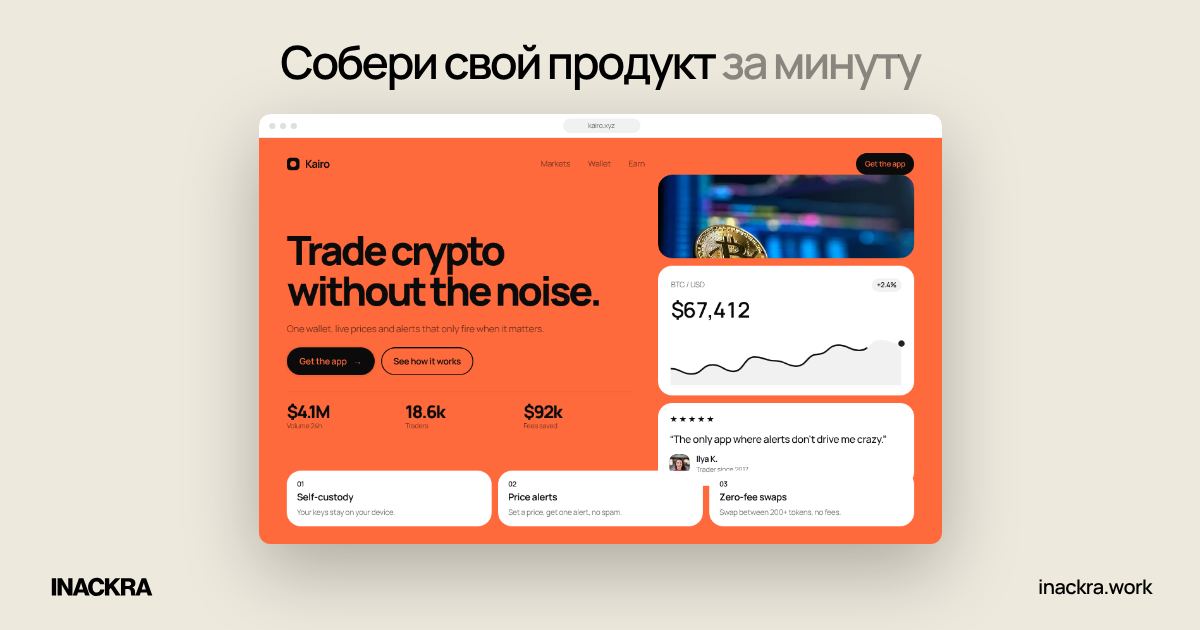 Собери свой продукт за минуту
kairo.xyz
Kairo
Markets Wallet Earn
Get the app
Trade crypto
without the noise.
One wallet, live prices and alerts that only fire when it matters.
Get the app →
See how it works
$4.1M
Volume 24h
18.6k
Traders
$92k
Fees saved
BTC / USD
+2.4%
$67,412
★★★★★
“The only app where alerts don't drive me crazy.”
Ilya K.
Trader since 2017
01
Self-custody
Your keys stay on your device.
02
Price alerts
Set a price, get one alert, no spam.
03
Zero-fee swaps
Swap between 200+ tokens, no fees.
INACKRA
inackra.work